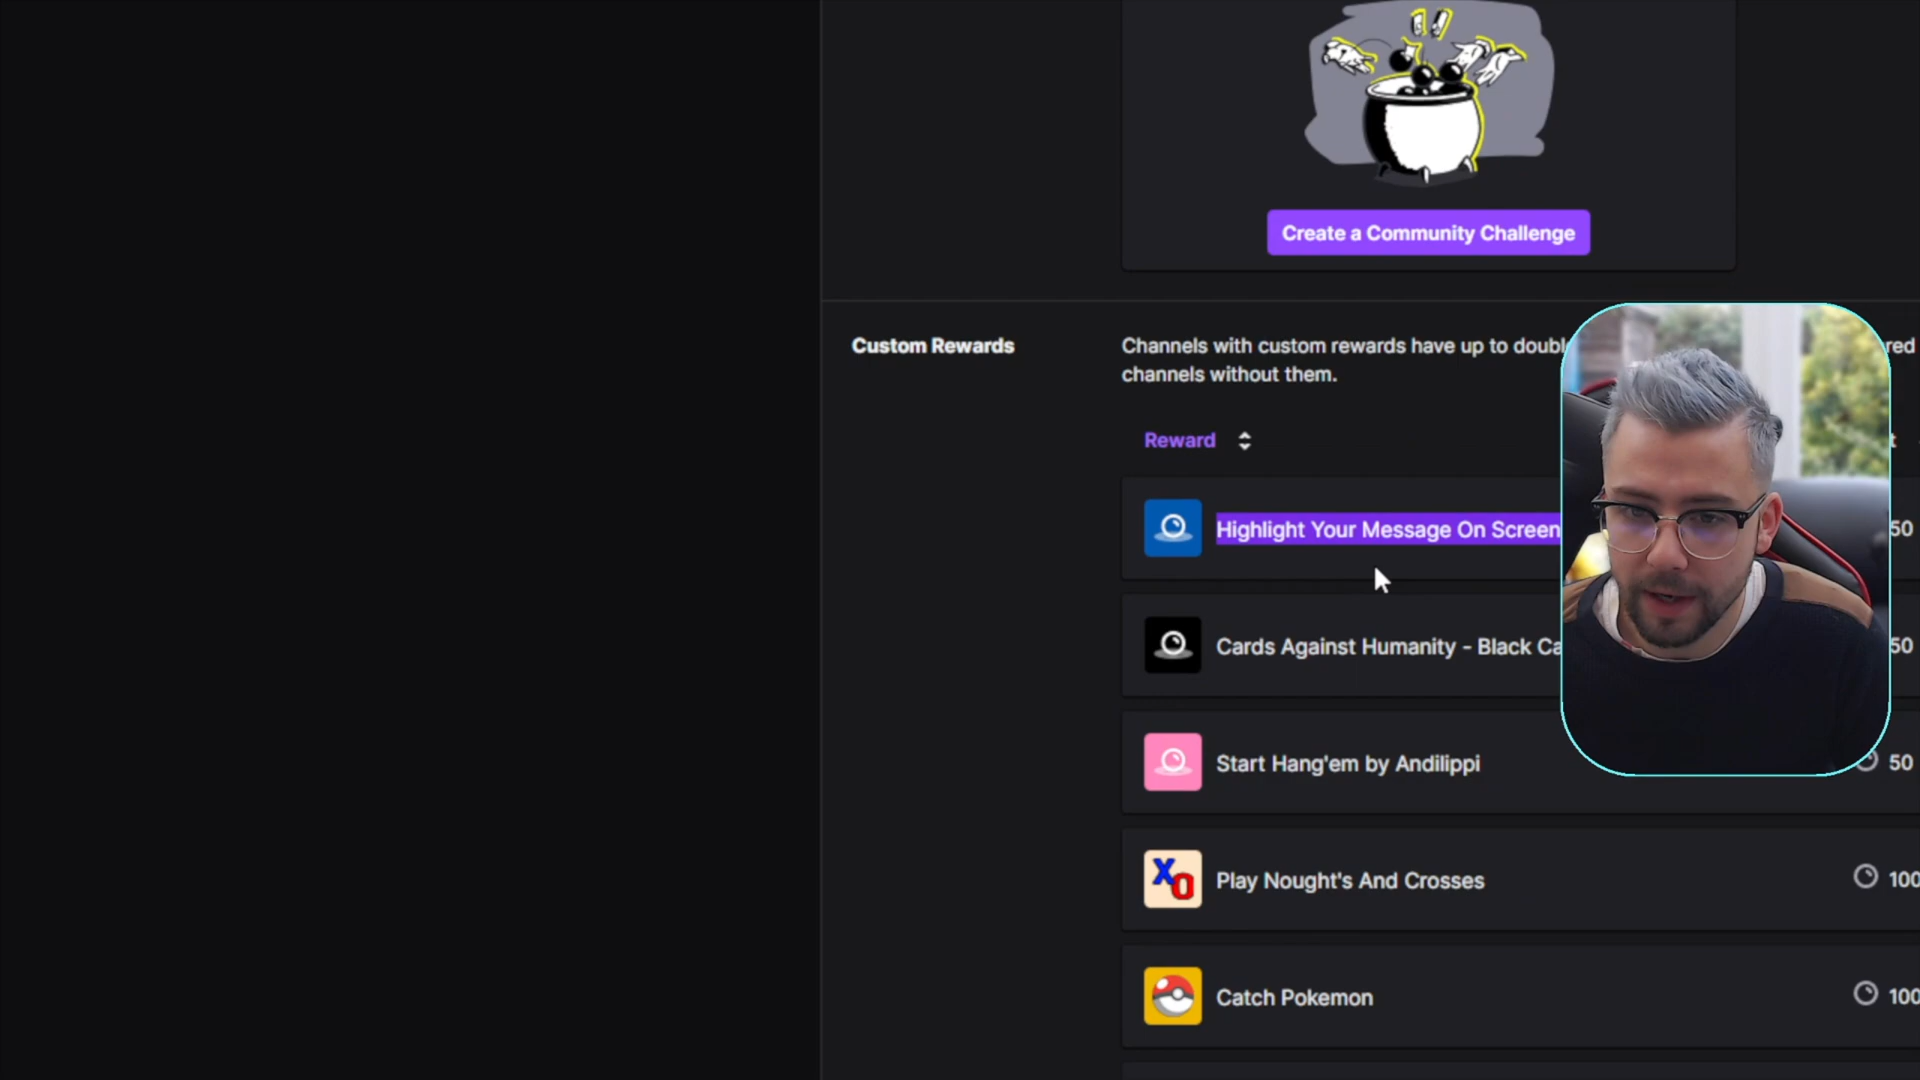 Create a Community Challenge
Custom Rewards
Channels with custom rewards have up to doubl red
channels without them.
Reward t
Highlight Your Message On Screen 50
Cards Against Humanity - Black Ca 50
Start Hang'em by Andilippi 50
XO
Play Nought's And Crosses 100
Catch Pokemon 100